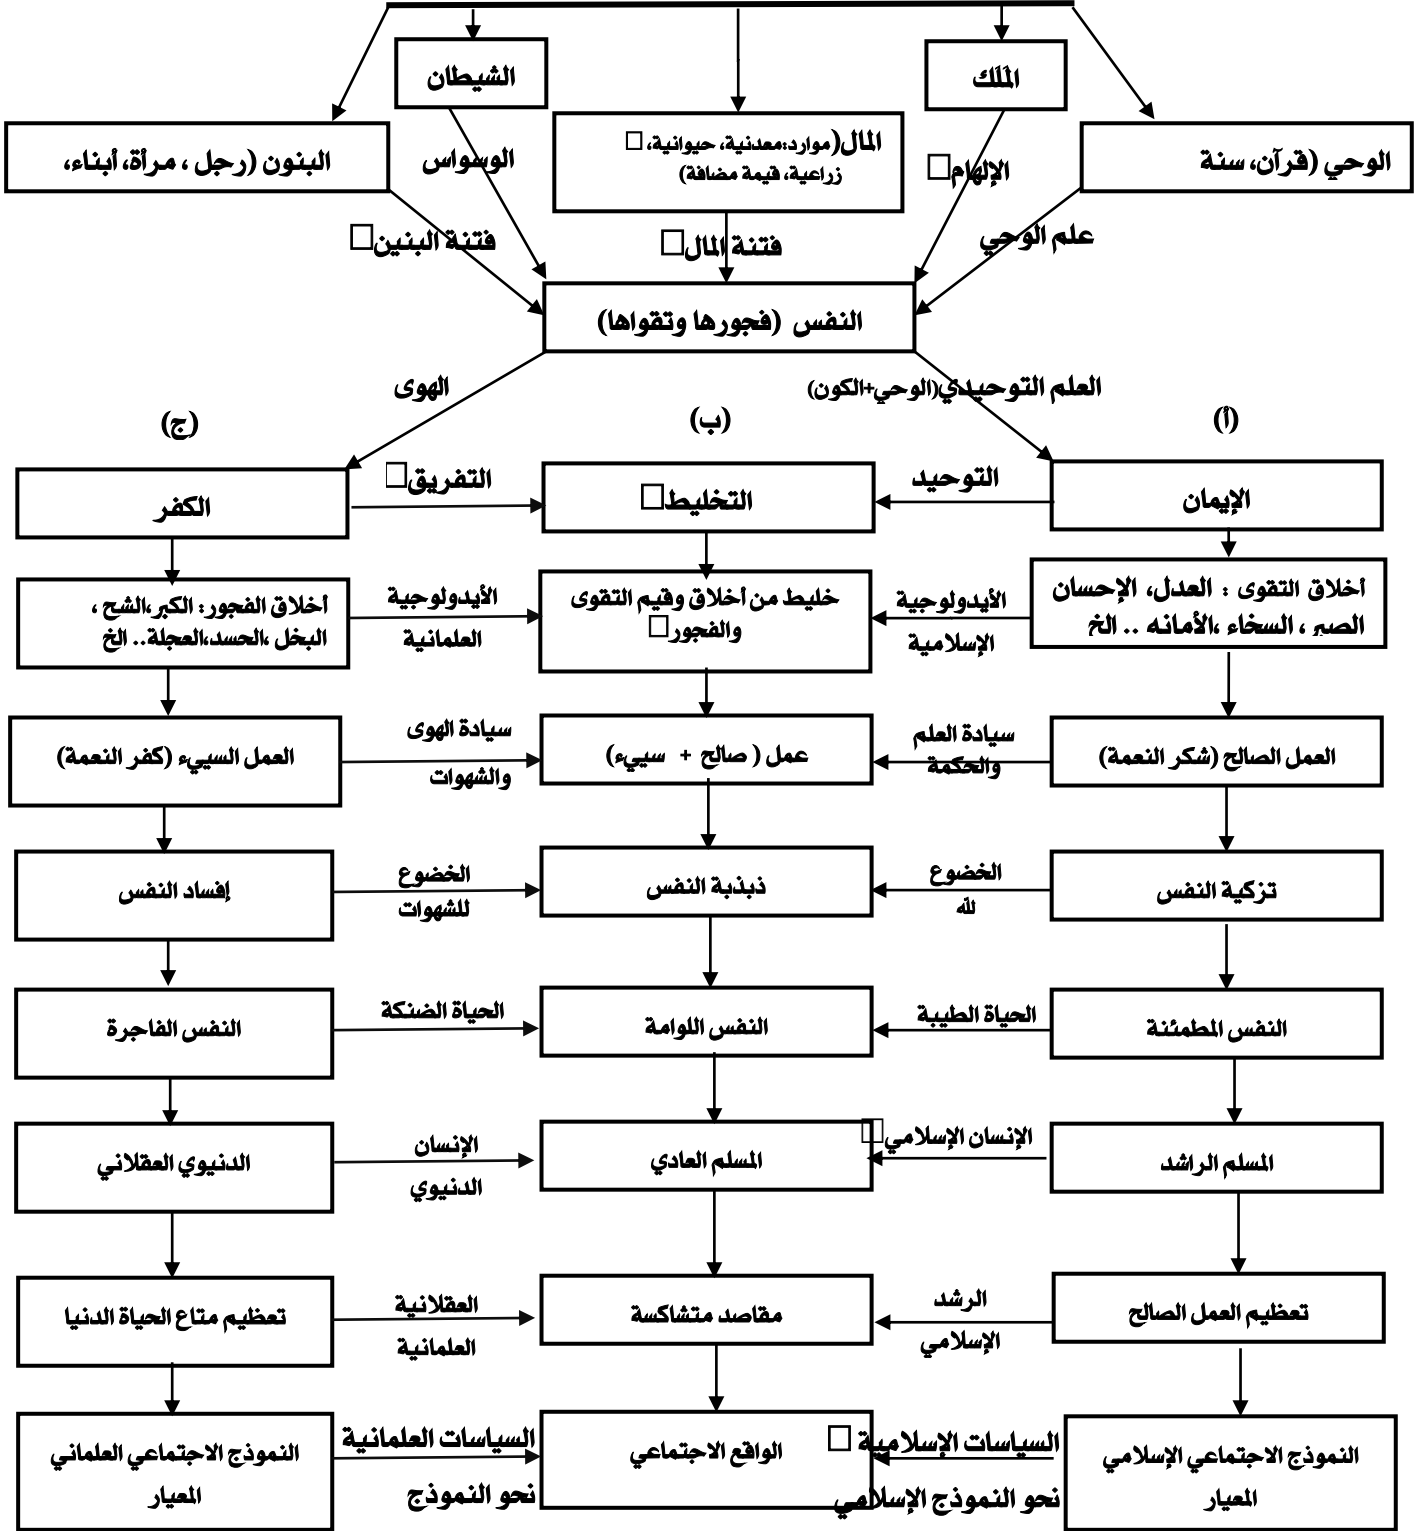 الملك
الشيطان
الوحي (قرآن، سنة
المال(موارد:معدنية، حيوانية،
زراعية، قيمة مضافة)
البنون (رجل ، مرأة، أبناء،
الإلهام
الوسواس
علم الوحي
فتنة المال
فتنة البنين
النفس (فجورها وتقواها)
العلم التوحيدي(الوحي+الكون)
الهوى
(أ)
(ب)
(ج)
الإيمان
التوحيد
التخليط
التفريق
الكفر
أخلاق التقوى : العدل، الإحسان
الصبر ، السخاء ،الأمانه .. الخ
الأيدولوجية
الإسلامية
خليط من أخلاق وقيم التقوى
والفجور
الأيدولوجية
العلمانية
أخلاق الفجور: الكبر،الشح ،
البخل ،الحسد،العجلة.. الخ
العمل الصالح (شكر النعمة)
سيادة العلم
والحكمة
عمل ( صالح + سييء)
سيادة الهوى
والشهوات
العمل السييء (كفر النعمة)
تزكية النفس
الخضوع
لله
ذبذبة النفس
الخضوع
للشهوات
إفساد النفس
النفس المطمئنة
الحياة الطيبة
النفس اللوامة
الحياة الضنكة
النفس الفاجرة
المسلم الراشد
الإنسان الإسلامي
المسلم العادي
الإنسان
الدنيوي
الدنيوي العقلاني
تعظيم العمل الصالح
الرشد
الإسلامي
مقاصد متشاكسة
العقلانية
العلمانية
تعظيم متاع الحياة الدنيا
النموذج الاجتماعي الإسلامي
المعيار
السياسات الإسلامية
نحو النموذج الإسلامي
الواقع الاجتماعي
السياسات العلمانية
نحو النموذج
النموذج الاجتماعي العلماني
المعيار